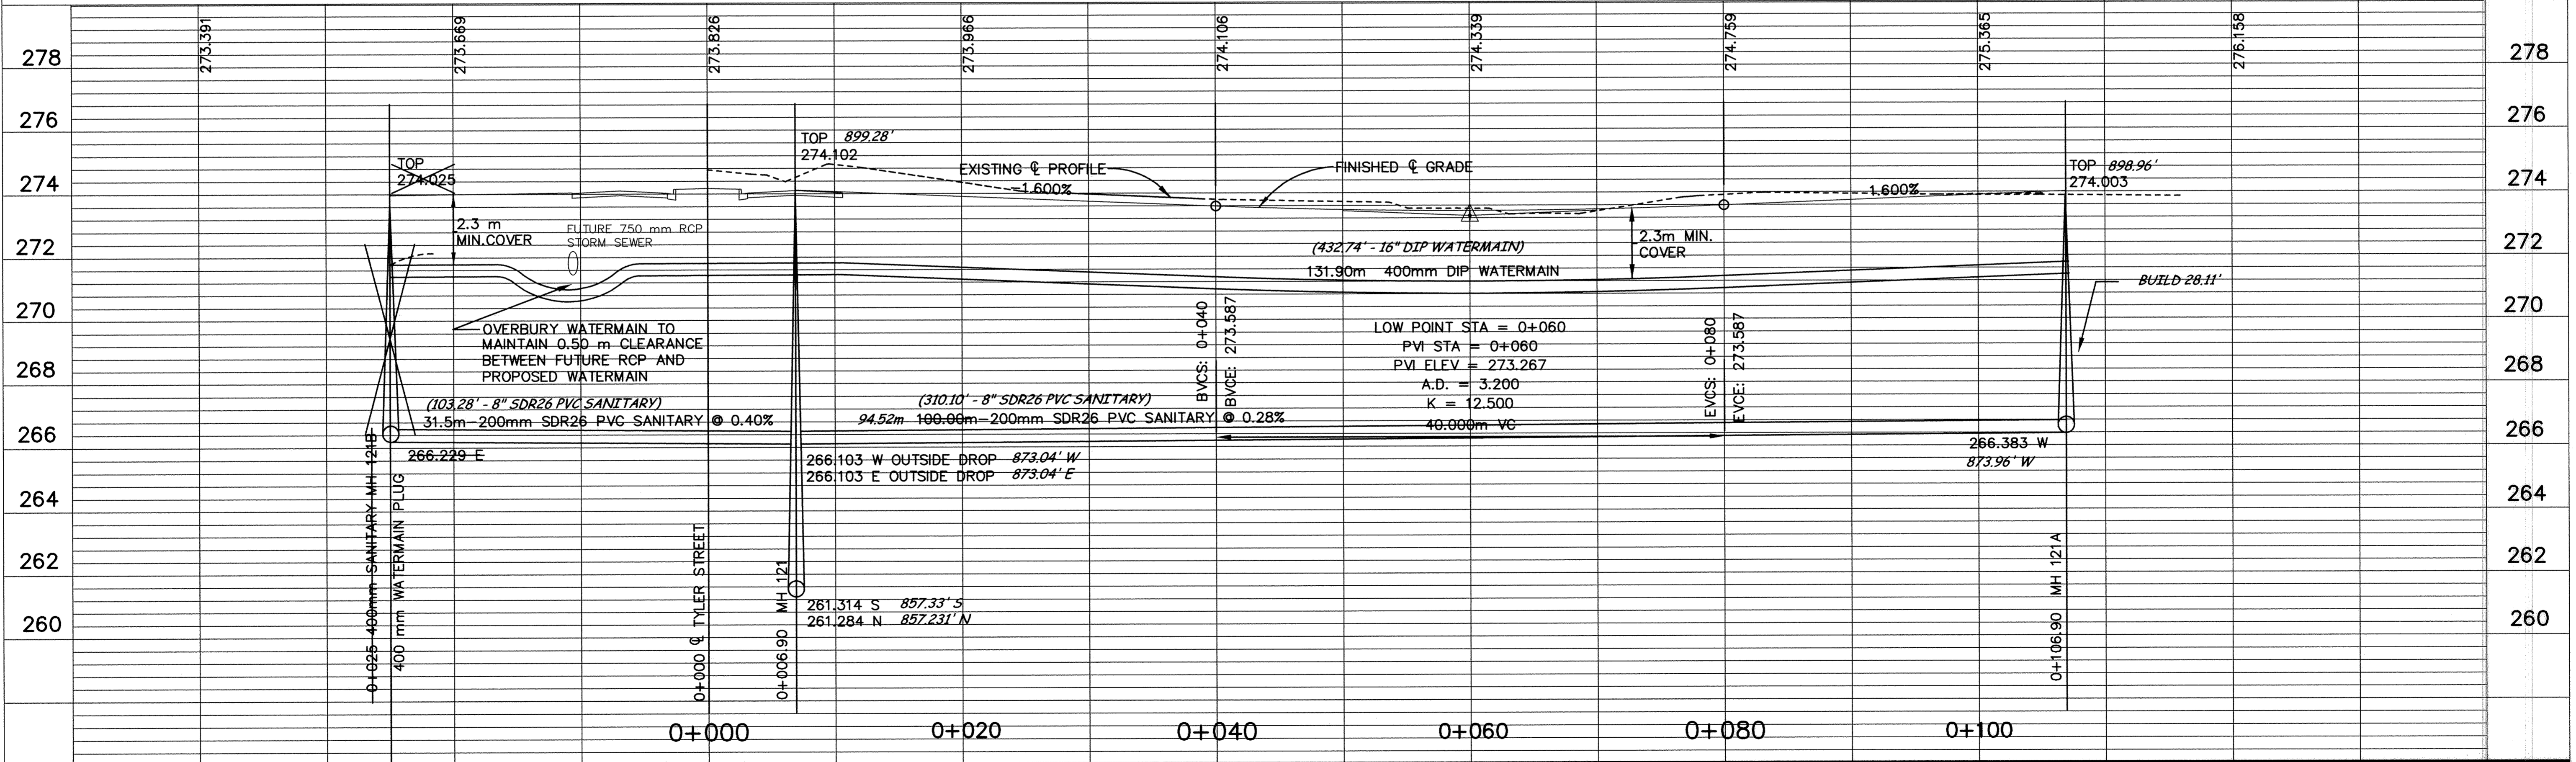 273.391
273.669
273.826
273.966
274.106
274.339
274.759
275.365
276.158
278
278
276
276
TOP 899.28'
274.102
TOP
274.025
EXISTING ℄ PROFILE
FINISHED ℄ GRADE
TOP 898.96'
274.003
274
274
-1.600%
1.600%
2.3 m
MIN.COVER
FUTURE 750 mm RCP
STORM SEWER
2.3m MIN.
COVER
272
272
(432.74' - 16" DIP WATERMAIN)
131.90m 400mm DIP WATERMAIN
BUILD 28.11'
270
270
OVERBURY WATERMAIN TO
MAINTAIN 0.50 m CLEARANCE
BETWEEN FUTURE RCP AND
PROPOSED WATERMAIN
BVCS: 0+040
BVCE: 273.587
LOW POINT STA = 0+060
PVI STA = 0+060
PVI ELEV = 273.267
A.D. = 3.200
K = 12.500
40.000m VC
EVCS: 0+080
EVCE: 273.587
268
268
(103.28' - 8" SDR26 PVC SANITARY)
31.5m-200mm SDR26 PVC SANITARY @ 0.40%
(310.10' - 8" SDR26 PVC SANITARY)
94.52m 100.00m-200mm SDR26 PVC SANITARY @ 0.28%
266
266
266.229 E
266.383 W
873.96' W
266.103 W OUTSIDE DROP 873.04' W
266.103 E OUTSIDE DROP 873.04' E
264
264
262
262
0+025 400mm SANITARY MH 121B
400 mm WATERMAIN PLUG
0+000 ℄ TYLER STREET
0+006.90 MH 121
261.314 S 857.33' S
261.284 N 857.231' N
0+106.90 MH 121A
260
260
0+000
0+020
0+040
0+060
0+080
0+100